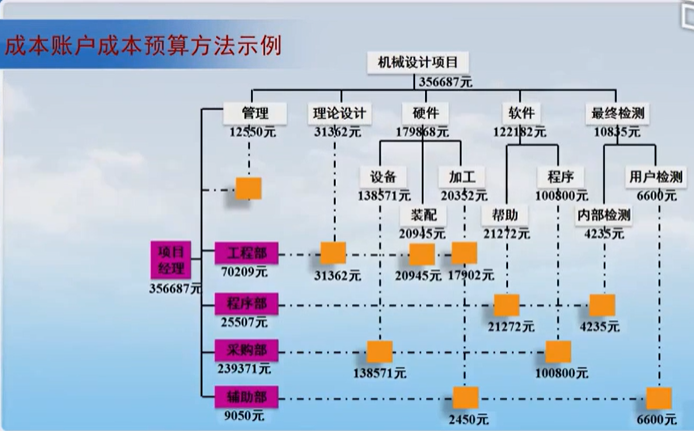 成本账户成本预算方法示例
机械设计项目
356687元
管理 理论设计 硬件 软件 最终检测
12550元 31362元 179868元 122182元 10835元
设备 加工 程序 用户检测
138571元 20352元 100800元 6600元
装配 帮助 内部检测
20945元 21272元 4235元
项目
经理
356687元
工程部
70209元 31362元 20945元 17902元
程序部
25507元 21272元 4235元
采购部
239371元 138571元 100800元
辅助部
9050元 2450元 6600元